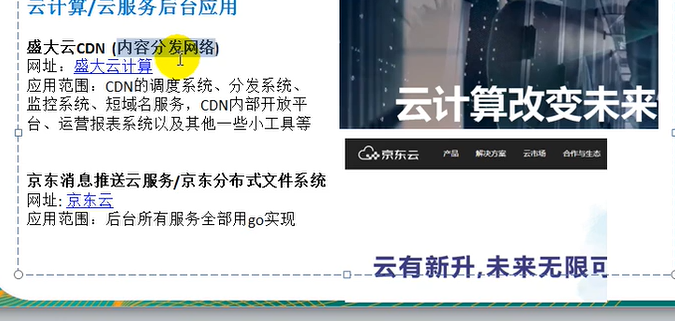 云计算/云服务后台应用
盛大云CDN (内容分发网络)
网址：盛大云计算
应用范围：CDN的调度系统、分发系统、
监控系统、短域名服务，CDN内部开放平
台、运营报表系统以及其他一些小工具等
京东消息推送云服务/京东分布式文件系统
网址: 京东云
应用范围：后台所有服务全部用go实现
云计算改变未来
京东云 产品 解决方案 云市场 合作与生态
云有新升,未来无限可